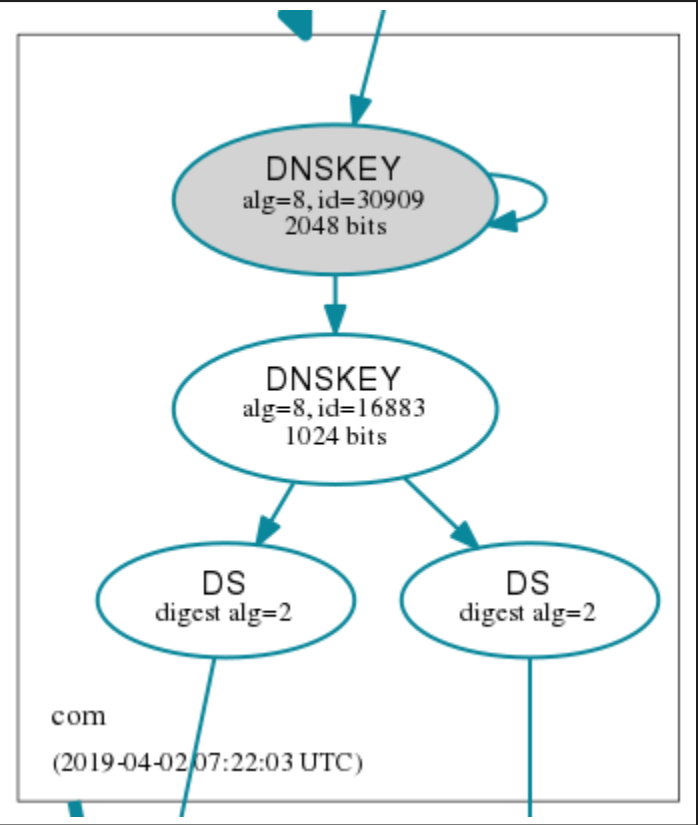 DNSKEY
alg=8, id=30909
2048 bits
DNSKEY
alg=8, id=16883
1024 bits
DS
digest alg=2
DS
digest alg=2
com
(2019-04-02 07:22:03 UTC)